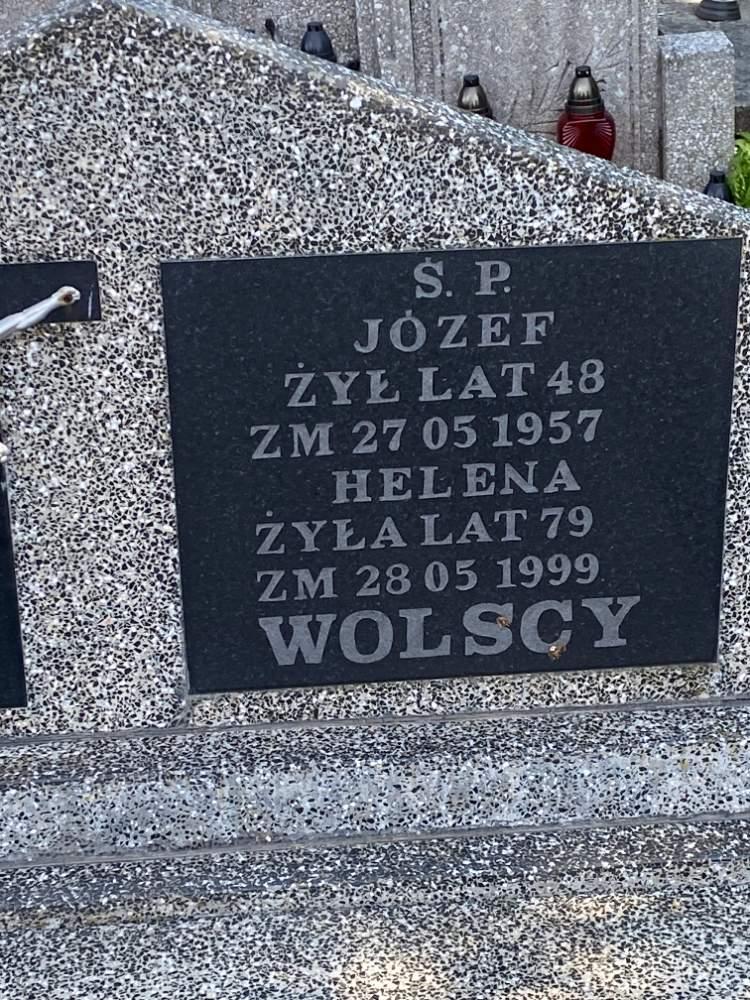 Ś. P.
JÓZEF
ŻYŁ LAT 48
ZM 27 05 1957
HELENA
ŻYŁA LAT 79
ZM 28 05 1999
WOLSCY